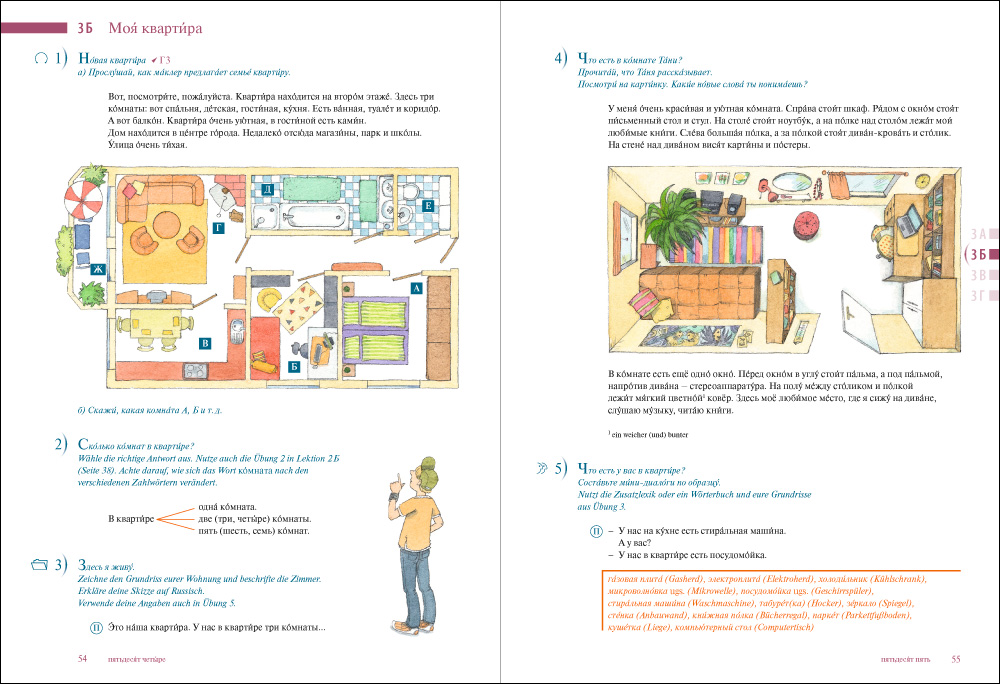 3Б Моя́ кварти́ра
1) Но́вая кварти́ра ✔ Г3
а) Прослу́шай, как ма́клер предлага́ет семье́ кварти́ру.
Вот, посмотри́те, пожа́луйста. Кварти́ра нахо́дится на второ́м этаже́. Здесь три
ко́мнаты: вот спа́льня, де́тская, гости́ная, ку́хня. Есть ва́нная, туале́т и коридо́р.
А вот балко́н. Кварти́ра о́чень ую́тная, в гости́ной есть ками́н.
Дом нахо́дится в це́нтре го́рода. Недалеко́ отсю́да магази́ны, парк и шко́лы.
У́лица о́чень ти́хая.
Д
Е
Г
Ж
А
В
Б
б) Скажи́, кака́я ко́мната А, Б и т. д.
2) Ско́лько ко́мнат в кварти́ре?
Wähle die richtige Antwort aus. Nutze auch die Übung 2 in Lektion 2Б
(Seite 38). Achte darauf, wie sich das Wort ко́мната nach den
verschiedenen Zahlwörtern verändert.
одна́ ко́мната.
В кварти́ре две (три, четы́ре) ко́мнаты.
пять (шесть, семь) ко́мнат.
3) Здесь я живу́.
Zeichne den Grundriss eurer Wohnung und beschrifte die Zimmer.
Erkläre deine Skizze auf Russisch.
Verwende deine Angaben auch in Übung 5.
П Э́то на́ша кварти́ра. У нас в кварти́ре три ко́мнаты...
54 пятьдеся́т четы́ре
4) Что есть в ко́мнате Та́ни?
Прочита́й, что Та́ня расска́зывает.
Посмотри́ на карти́нку. Каки́е но́вые слова́ ты понима́ешь?
У меня́ о́чень краси́вая и ую́тная ко́мната. Спра́ва стои́т шкаф. Ря́дом с окно́м стои́т
пи́сьменный стол и стул. На столе́ стои́т ноутбу́к, а на по́лке над столо́м лежа́т мои́
люби́мые кни́ги. Сле́ва больша́я по́лка, а за по́лкой стои́т дива́н-крова́ть и сто́лик.
На стене́ над дива́ном вися́т карти́ны и по́стеры.
3А
3Б
3В
3Г
В ко́мнате есть ещё одно́ окно́. Пе́ред окно́м в углу́ стои́т па́льма, а под па́льмой,
напро́тив дива́на – стереоаппарату́ра. На полу́ ме́жду сто́ликом и по́лкой
лежи́т мя́гкий цветно́й¹ ковёр. Здесь моё люби́мое ме́сто, где я сижу́ на дива́не,
слу́шаю му́зыку, чита́ю кни́ги.
¹ ein weicher (und) bunter
5) Что есть у вас в кварти́ре?
Соста́вьте ми́ни-диало́ги по образцу́.
Nutzt die Zusatzlexik oder ein Wörterbuch und eure Grundrisse
aus Übung 3.
П – У нас на ку́хне есть стира́льная маши́на.
А у вас?
– У нас в кварти́ре есть посудомо́йка.
га́зовая плита́ (Gasherd), электроплита́ (Elektroherd), холоди́льник (Kühlschrank),
микроволно́вка ugs. (Mikrowelle), посудомо́йка ugs. (Geschirrspüler),
стира́льная маши́на (Waschmaschine), табуре́т(ка) (Hocker), зе́ркало (Spiegel),
сте́нка (Anbauwand), кни́жная по́лка (Bücherregal), парке́т (Parkettfußboden),
куше́тка (Liege), компью́терный стол (Computertisch)
пятьдеся́т пять 55